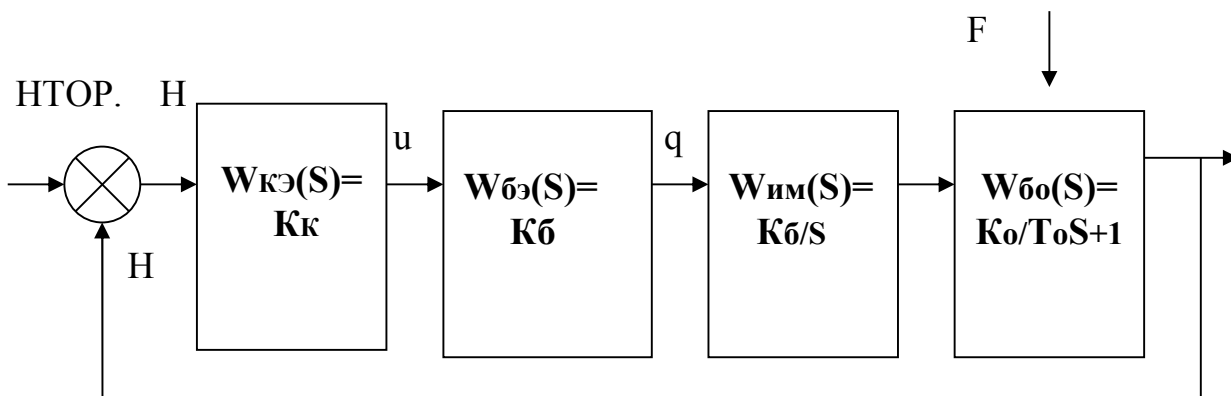 F
НТОР. Н
u
q
Wкэ(S)=
Кк
Wбэ(S)=
Кб
Wим(S)=
Кб/S
Wбо(S)=
Ко/ТоS+1
Н